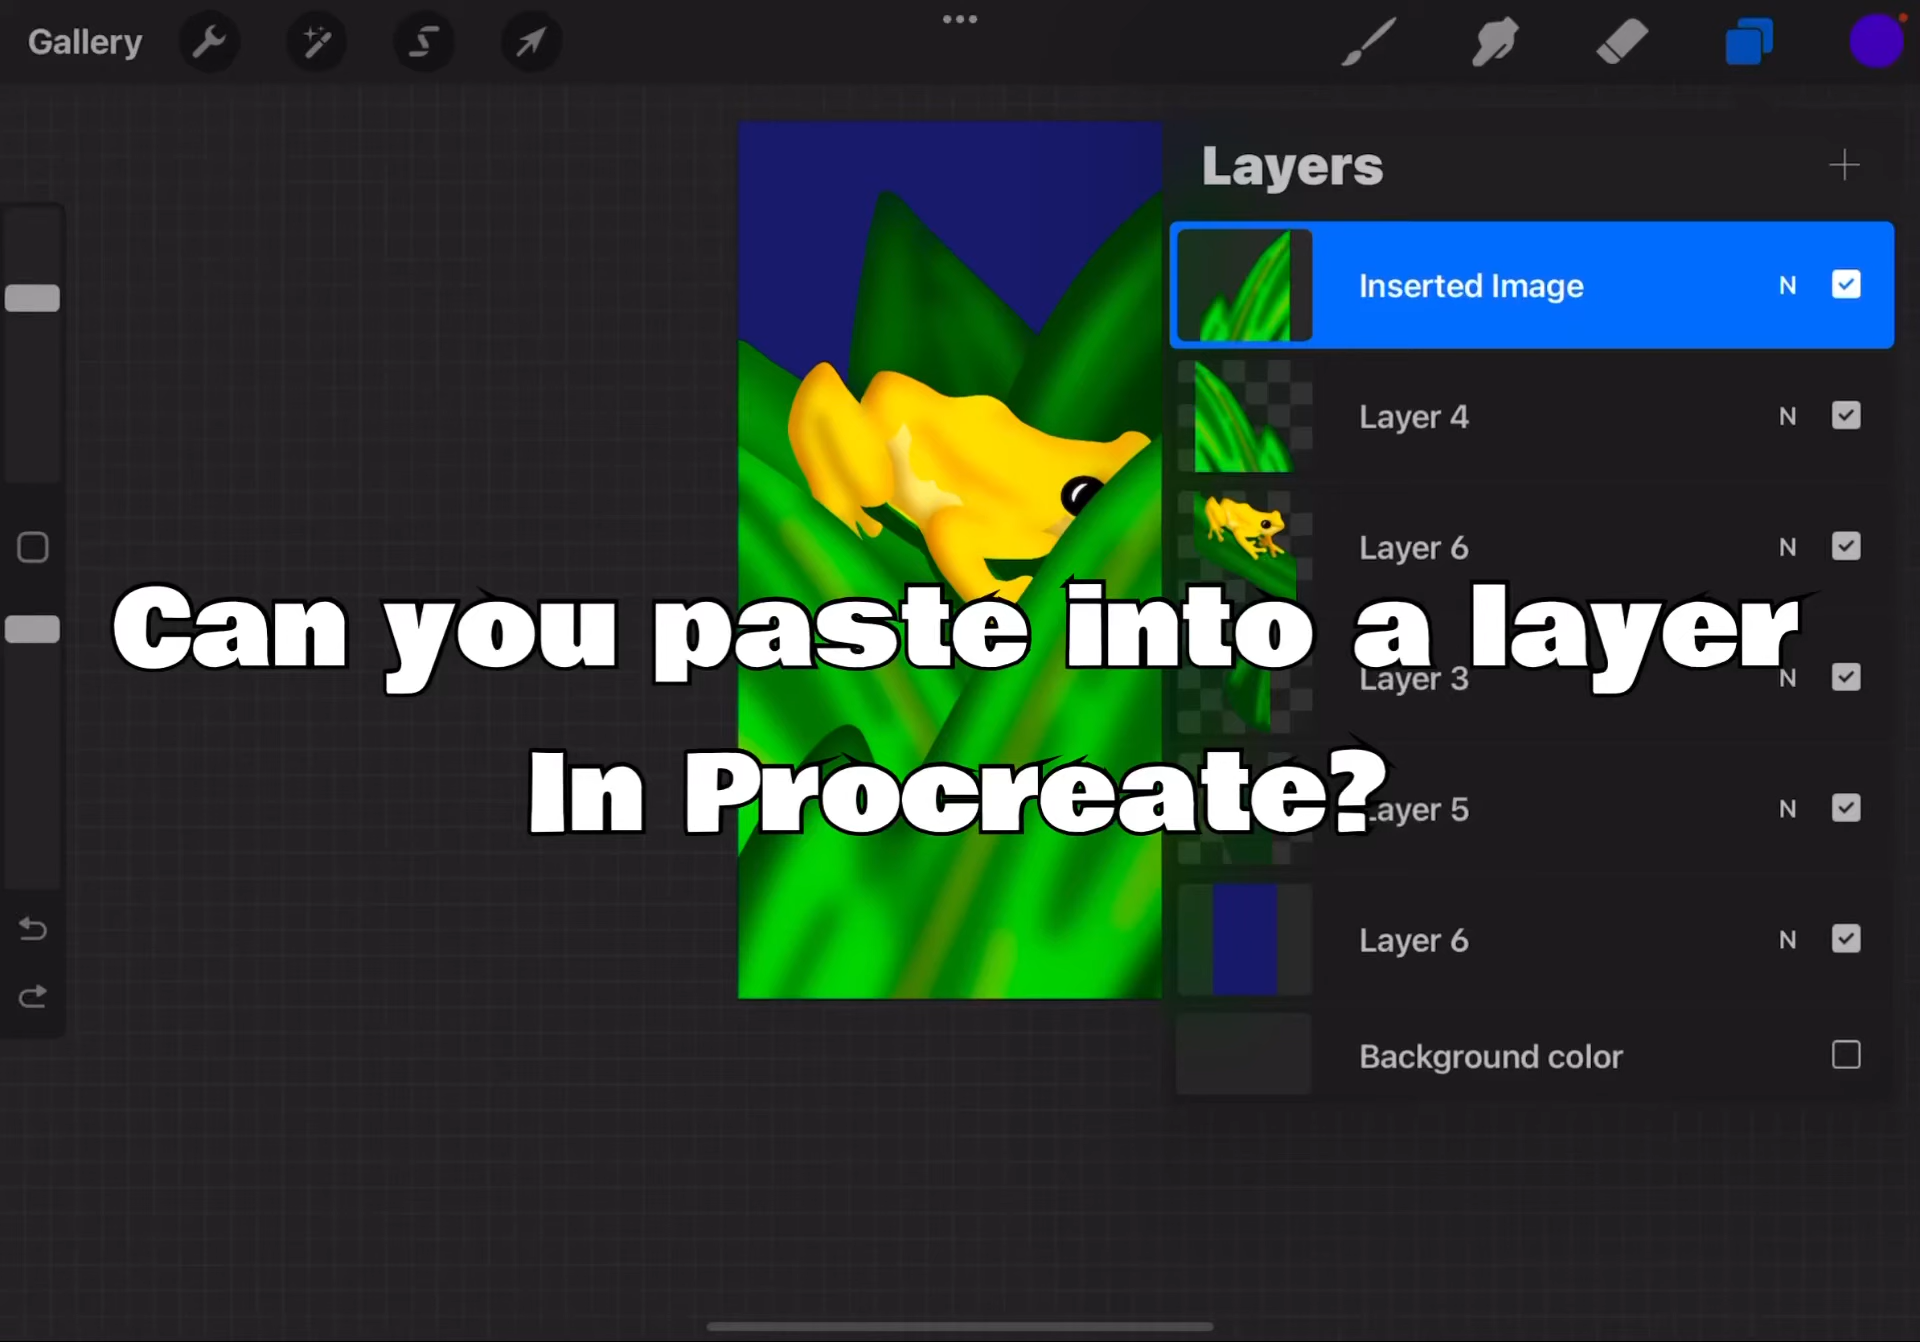 Gallery
Layers
Inserted Image N
Layer 4 N
Layer 6 N
Can you paste into a layer
Layer 3 N
In Procreate?
Layer 5 N
Layer 6 N
Background color